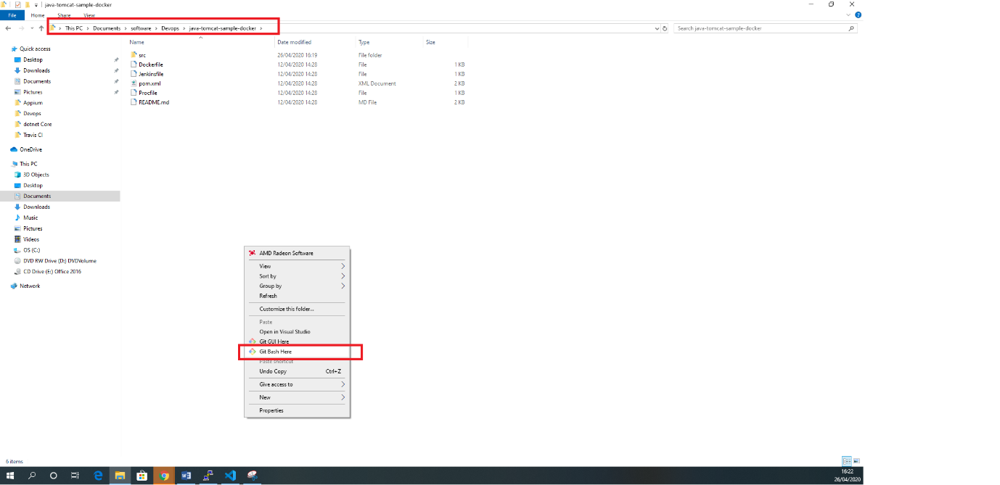 java-tomcat-sample-docker
File Home Share View
This PC Documents software Devops java-tomcat-sample-docker
Search java-tomcat-sample-docker
Name Date modified Type Size
src 26/04/2020 16:19 File folder
Dockerfile 12/04/2020 14:28 File 1 KB
Jenkinsfile 12/04/2020 14:28 File 1 KB
pom.xml 12/04/2020 14:28 XML Document 2 KB
Procfile 12/04/2020 14:28 File 1 KB
README.md 12/04/2020 14:28 MD File 2 KB
Quick access
Desktop
Downloads
Documents
Pictures
Appium
Devops
dotnet Core
Travis CI
OneDrive
This PC
3D Objects
Desktop
Documents
Downloads
Music
Pictures
Videos
OS (C:)
DVD RW Drive (D:) DVDVolume
CD Drive (E:) Office 2016
Network
AMD Radeon Software
View
Sort by
Group by
Refresh
Customize this folder...
Paste
Open in Visual Studio
Git GUI Here
Git Bash Here
Paste shortcut
Undo Copy Ctrl+Z
Give access to
New
Properties
6 items
16:22
26/04/2020